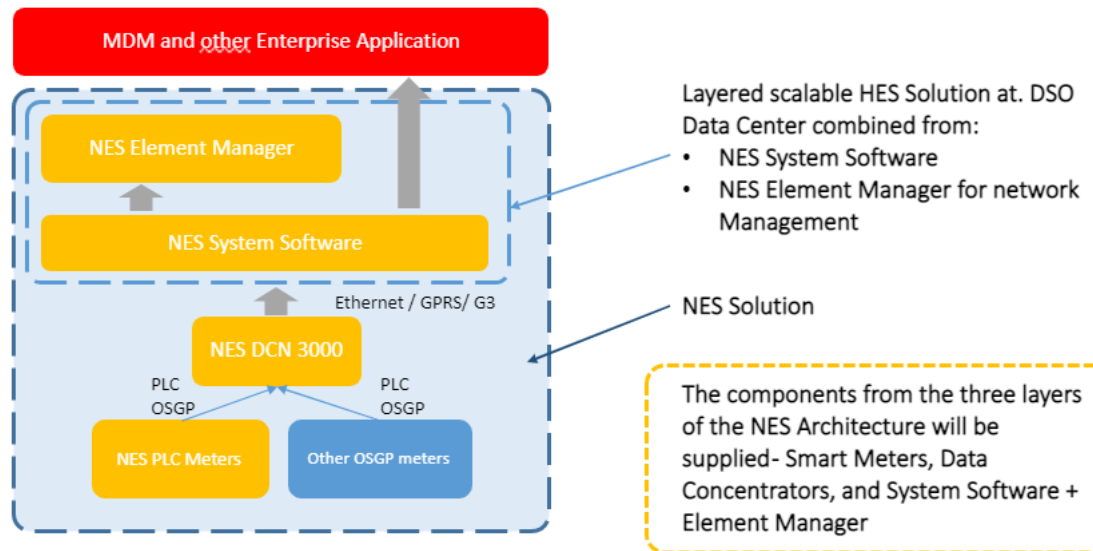 MDM and other Enterprise Application
NES Element Manager
NES System Software
Ethernet / GPRS/ G3
NES DCN 3000
PLC
OSGP
PLC
OSGP
NES PLC Meters
Other OSGP meters
Layered scalable HES Solution at. DSO
Data Center combined from:
• NES System Software
• NES Element Manager for network
Management
NES Solution
The components from the three layers
of the NES Architecture will be
supplied- Smart Meters, Data
Concentrators, and System Software +
Element Manager